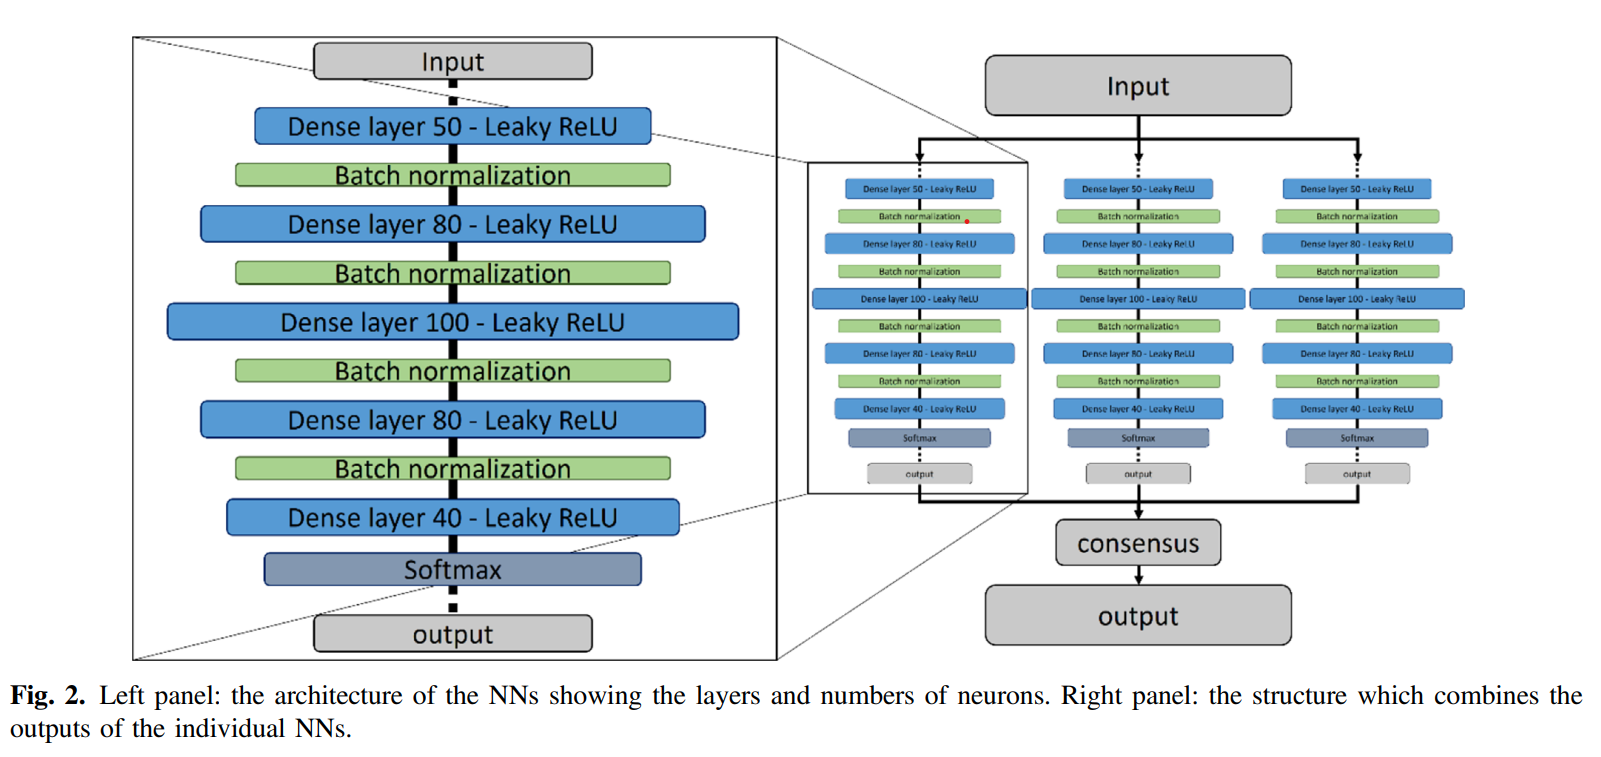 Input
Dense layer 50 - Leaky ReLU
Batch normalization
Dense layer 80 - Leaky ReLU
Batch normalization
Dense layer 100 - Leaky ReLU
Batch normalization
Dense layer 80 - Leaky ReLU
Batch normalization
Dense layer 40 - Leaky ReLU
Softmax
output
Input
Dense layer 50 - Leaky ReLU
Batch normalization
Dense layer 80 - Leaky ReLU
Batch normalization
Dense layer 100 - Leaky ReLU
Batch normalization
Dense layer 80 - Leaky ReLU
Batch normalization
Dense layer 40 - Leaky ReLU
Softmax
output
Dense layer 50 - Leaky ReLU
Batch normalization
Dense layer 80 - Leaky ReLU
Batch normalization
Dense layer 100 - Leaky ReLU
Batch normalization
Dense layer 80 - Leaky ReLU
Batch normalization
Dense layer 40 - Leaky ReLU
Softmax
output
Dense layer 50 - Leaky ReLU
Batch normalization
Dense layer 80 - Leaky ReLU
Batch normalization
Dense layer 100 - Leaky ReLU
Batch normalization
Dense layer 80 - Leaky ReLU
Batch normalization
Dense layer 40 - Leaky ReLU
Softmax
output
consensus
output
Fig. 2. Left panel: the architecture of the NNs showing the layers and numbers of neurons. Right panel: the structure which combines the
outputs of the individual NNs.